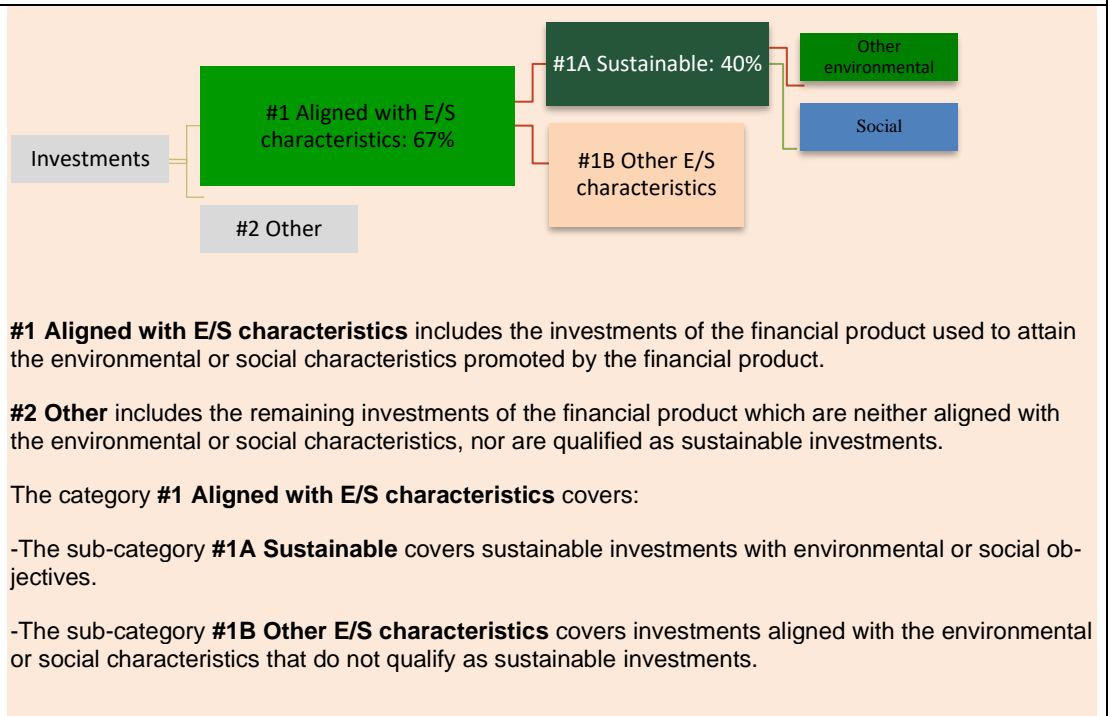 Investments
#1 Aligned with E/S
characteristics: 67%
#2 Other
#1A Sustainable: 40%
#1B Other E/S
characteristics
Other
environmental
Social
#1 Aligned with E/S characteristics includes the investments of the financial product used to attain
the environmental or social characteristics promoted by the financial product.
#2 Other includes the remaining investments of the financial product which are neither aligned with
the environmental or social characteristics, nor are qualified as sustainable investments.
The category #1 Aligned with E/S characteristics covers:
-The sub-category #1A Sustainable covers sustainable investments with environmental or social ob-
jectives.
-The sub-category #1B Other E/S characteristics covers investments aligned with the environmental
or social characteristics that do not qualify as sustainable investments.